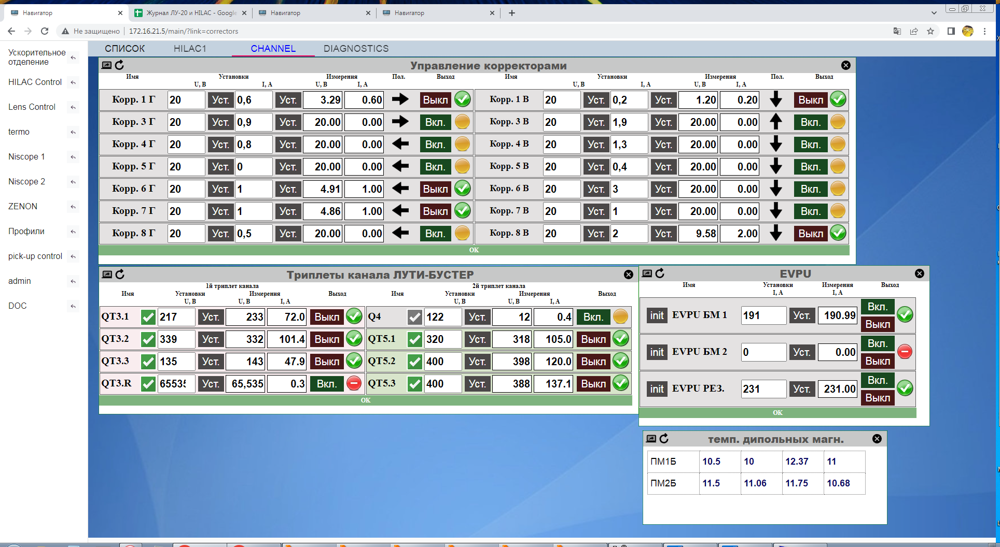 Навигатор
Журнал ЛУ-20 и HILAC - Google
Навигатор
Навигатор
Не защищено 172.16.21.5/main/?link=correctors
Ускорительное отделение
HILAC Control
Lens Control
termo
Niscope 1
Niscope 2
ZENON
Профили
pick-up control
admin
DOC
СПИСОК HILAC1 CHANNEL DIAGNOSTICS
Управление корректорами
Имя Установки Измерения Пол. Выход Имя Установки Измерения Пол. Выход
U, В I, А U, В I, А U, В I, А U, В I, А
Корр. 1 Г 20 Уст. 0,6 Уст. 3.29 0.60 Выкл Корр. 1 В 20 Уст. 0,2 Уст. 1.20 0.20 Выкл
Корр. 3 Г 20 Уст. 0,9 Уст. 20.00 0.00 Вкл. Корр. 3 В 20 Уст. 1,9 Уст. 20.00 0.00 Вкл.
Корр. 4 Г 20 Уст. 0,8 Уст. 20.00 0.00 Вкл. Корр. 4 В 20 Уст. 1,3 Уст. 20.00 0.00 Вкл.
Корр. 5 Г 20 Уст. 0 Уст. 20.00 0.00 Вкл. Корр. 5 В 20 Уст. 0,4 Уст. 20.00 0.00 Вкл.
Корр. 6 Г 20 Уст. 1 Уст. 4.91 1.00 Выкл Корр. 6 В 20 Уст. 3 Уст. 20.00 0.00 Вкл.
Корр. 7 Г 20 Уст. 1 Уст. 4.86 1.00 Выкл Корр. 7 В 20 Уст. 1 Уст. 20.00 0.00 Вкл.
Корр. 8 Г 20 Уст. 0,5 Уст. 20.00 0.00 Вкл. Корр. 8 В 20 Уст. 2 Уст. 9.58 2.00 Выкл
OK
Триплеты канала ЛУТИ-БУСТЕР
1й триплет канала 2й триплет канала
Имя Установки Измерения Выход Имя Установки Измерения Выход
U, В U, В I, А U, В U, В I, А
QT3.1 217 Уст. 233 72.0 Выкл Q4 122 Уст. 12 0.4 Вкл.
QT3.2 339 Уст. 332 101.4 Выкл QT5.1 320 Уст. 318 105.0 Выкл
QT3.3 135 Уст. 143 47.9 Выкл QT5.2 400 Уст. 398 120.0 Выкл
QT3.R 65535 Уст. 65,535 0.3 Вкл. QT5.3 400 Уст. 388 137.1 Выкл
OK
EVPU
Имя Установки Измерения Выход
I, А I, А
init EVPU БМ 1 191 Уст. 190.99 Вкл. Выкл
init EVPU БМ 2 0 Уст. 0.00 Вкл. Выкл
init EVPU РЕЗ. 231 Уст. 231.00 Вкл. Выкл
OK
темп. дипольных магн.
ПМ1Б 10.5 10 12.37 11
ПМ2Б 11.5 11.06 11.75 10.68